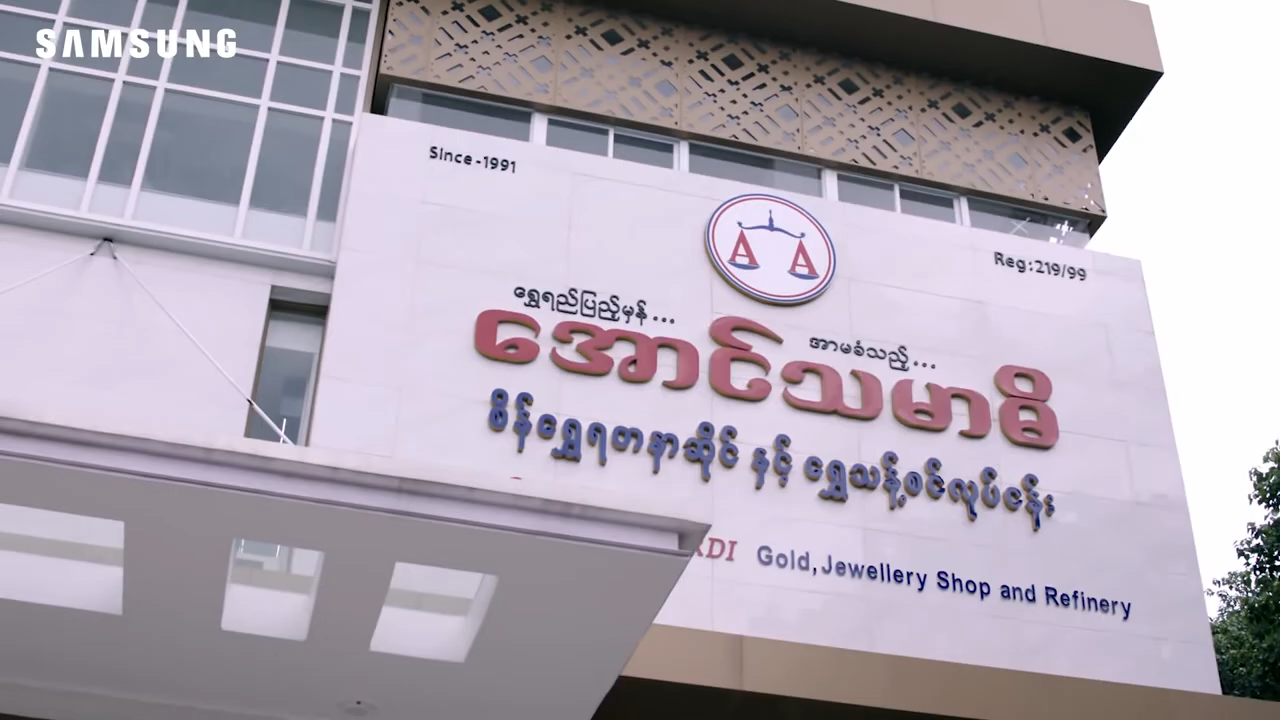 SAMSUNG
Since-1991
A A
Reg:219/99
ရွှေရည်ပြည့်မှန်...
အာမခံသည့်...
အောင်သမာဓိ
စိန်ရွှေရတနာဆိုင် နှင့် ရွှေသန့်စင်လုပ်ငန်း
ADI Gold, Jewellery Shop and Refinery